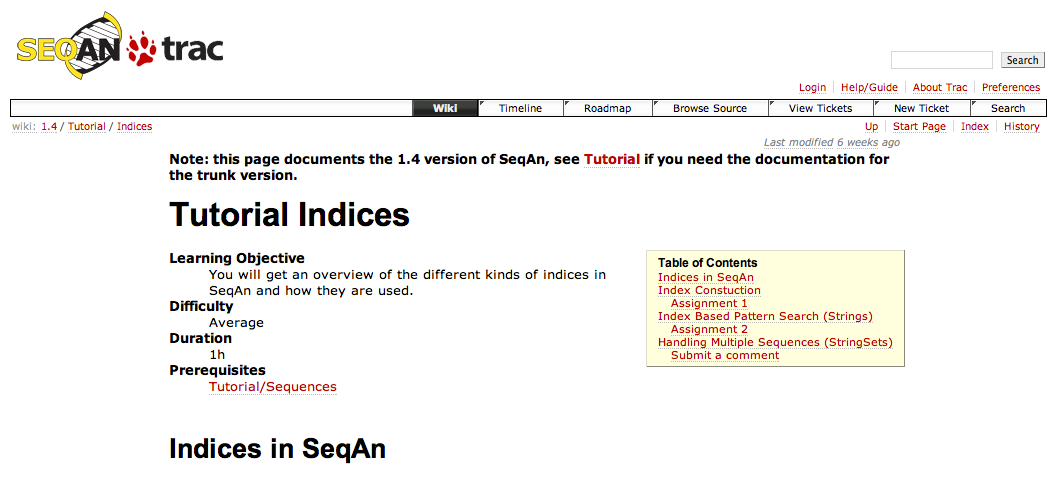 SEQAN trac
Search
Login Help/Guide About Trac Preferences
Wiki Timeline Roadmap Browse Source View Tickets New Ticket Search
wiki: 1.4 / Tutorial / Indices
Up Start Page Index History
Last modified 6 weeks ago
Note: this page documents the 1.4 version of SeqAn, see Tutorial if you need the documentation for
the trunk version.
Tutorial Indices
Learning Objective
You will get an overview of the different kinds of indices in
SeqAn and how they are used.
Difficulty
Average
Duration
1h
Prerequisites
Tutorial/Sequences
Table of Contents
Indices in SeqAn
Index Constuction
Assignment 1
Index Based Pattern Search (Strings)
Assignment 2
Handling Multiple Sequences (StringSets)
Submit a comment
Indices in SeqAn